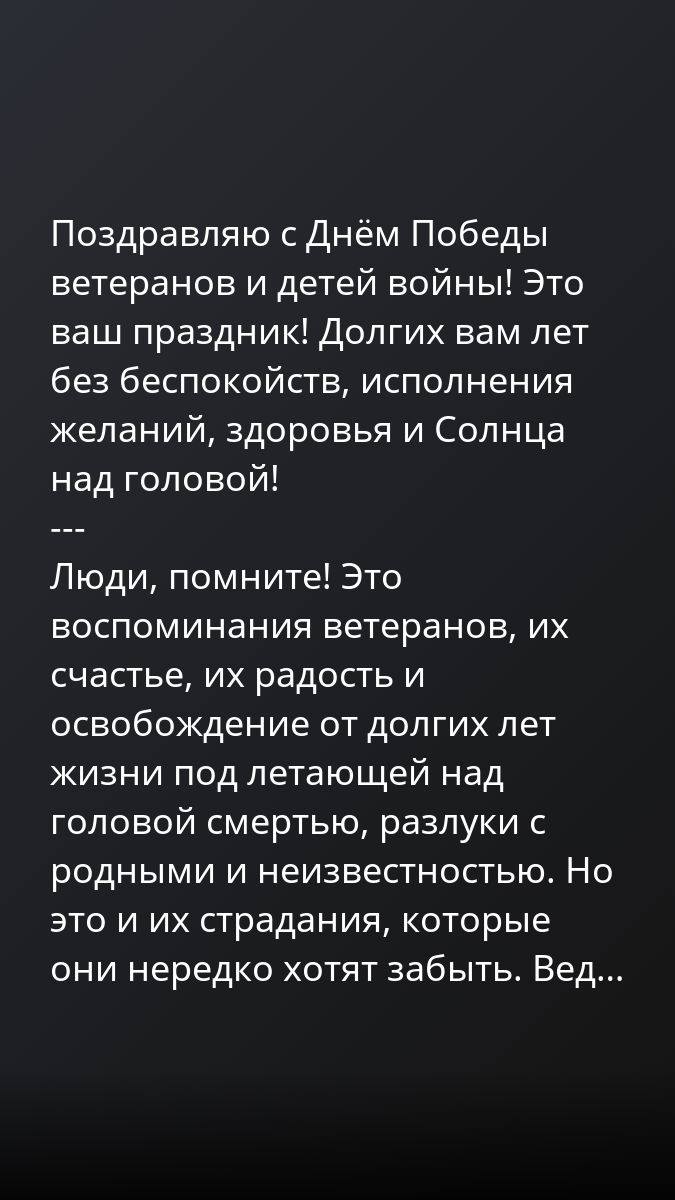 Поздравляю с Днём Победы
ветеранов и детей войны! Это
ваш праздник! Долгих вам лет
без беспокойств, исполнения
желаний, здоровья и Солнца
над головой!
---
Люди, помните! Это
воспоминания ветеранов, их
счастье, их радость и
освобождение от долгих лет
жизни под летающей над
головой смертью, разлуки с
родными и неизвестностью. Но
это и их страдания, которые
они нередко хотят забыть. Вед...